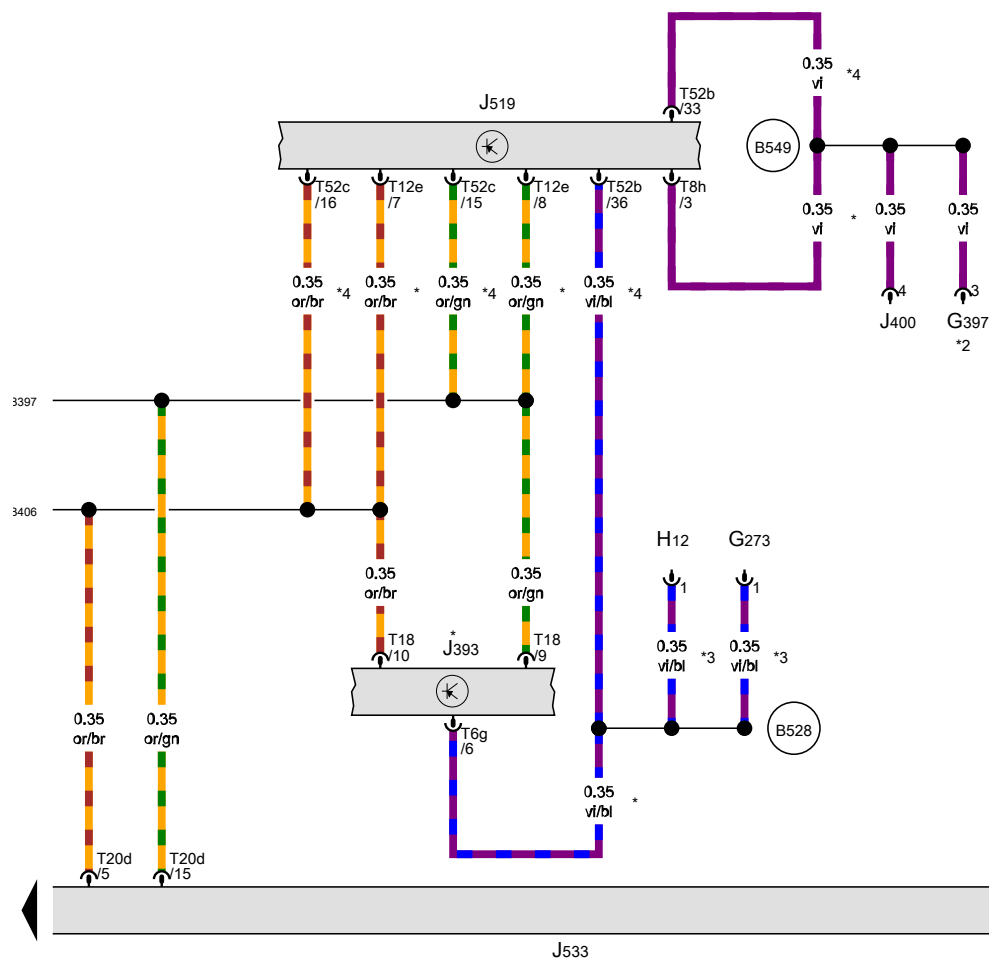 0.35
vi
*4
J519
T52b
/33
B549
T52c
/16
T12e
/7
T52c
/15
T12e
/8
T52b
/36
T8h
/3
0.35
vi
*
0.35
vi
0.35
vi
0.35
or/br
*4
0.35
or/br
*
0.35
or/gn
*4
0.35
or/gn
*
0.35
vi/bl
*4
4
J400
3
G397
*2
3397
3406
H12
G273
0.35
or/br
0.35
or/gn
1
1
*
J393
T18
/10
T18
/9
0.35
vi/bl
*3
0.35
vi/bl
*3
0.35
or/br
0.35
or/gn
T6g
/6
B528
0.35
vi/bl
*
T20d
/5
T20d
/15
J533